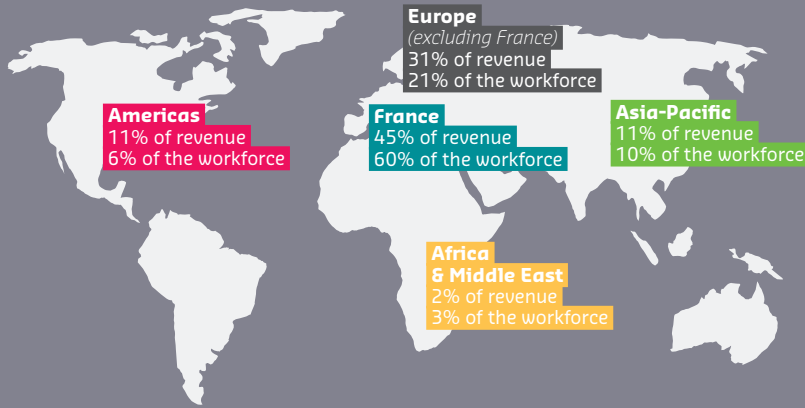 Europe
(excluding France)
31% of revenue
21% of the workforce
Americas
11% of revenue
6% of the workforce
France
45% of revenue
60% of the workforce
Asia-Pacific
11% of revenue
10% of the workforce
Africa
& Middle East
2% of revenue
3% of the workforce